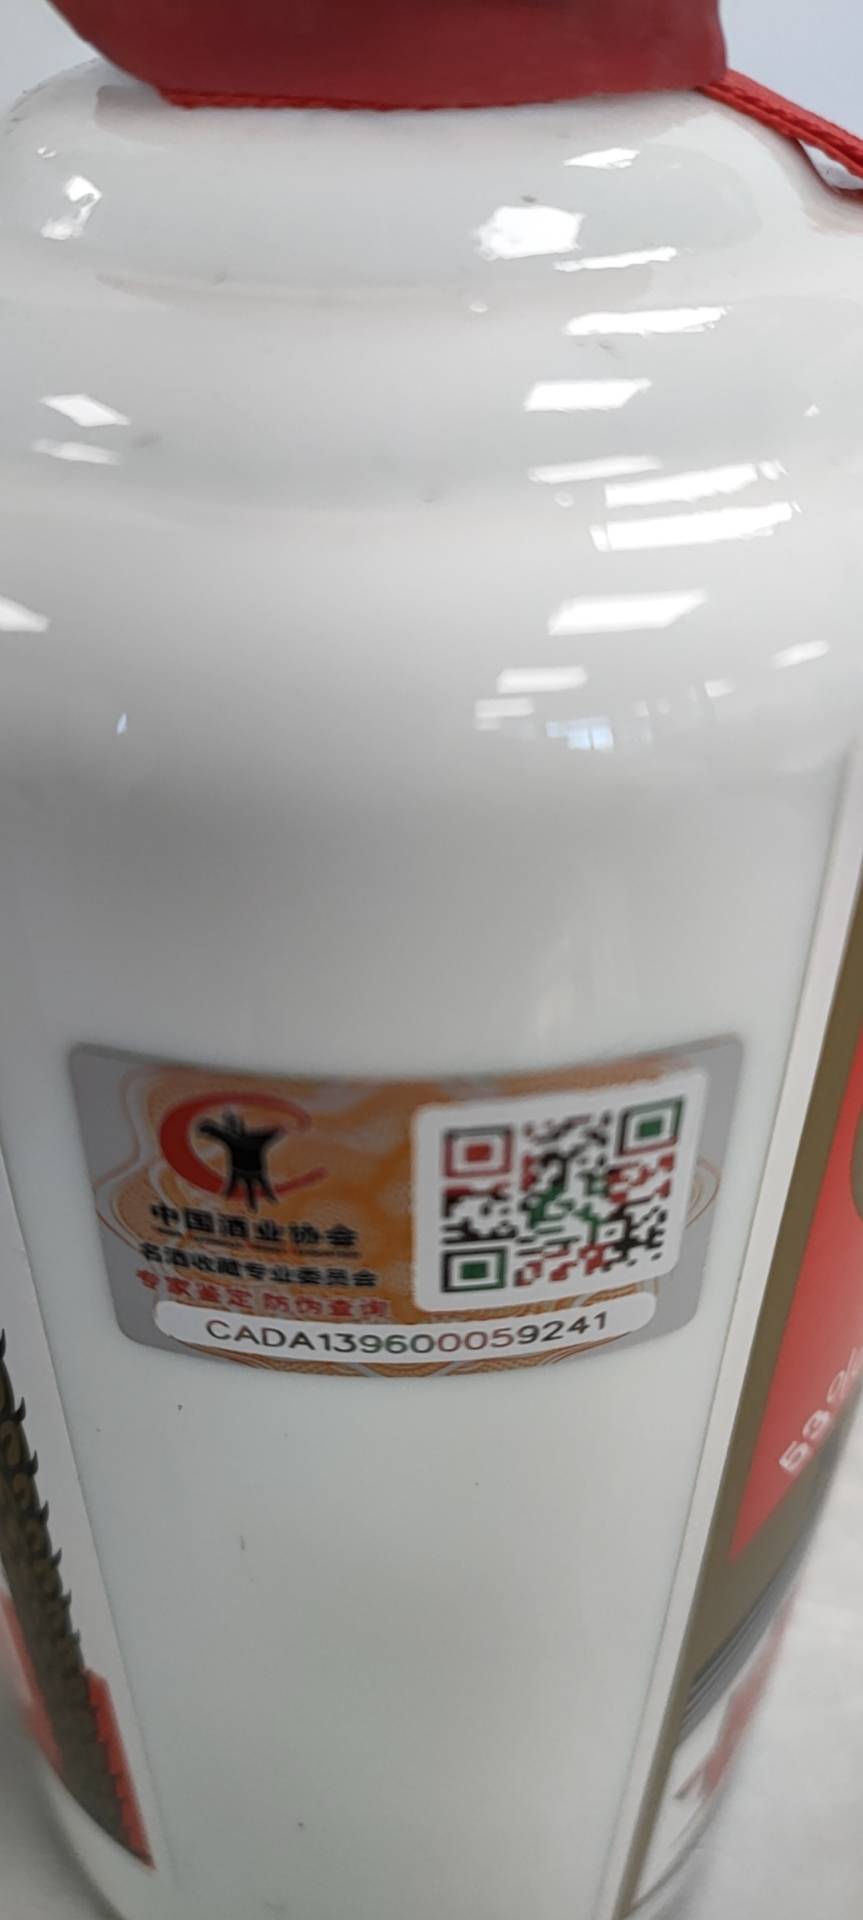 中国酒业协会
名酒收藏专业委员会
专家鉴定 防伪查询
CADA139600059241
53%